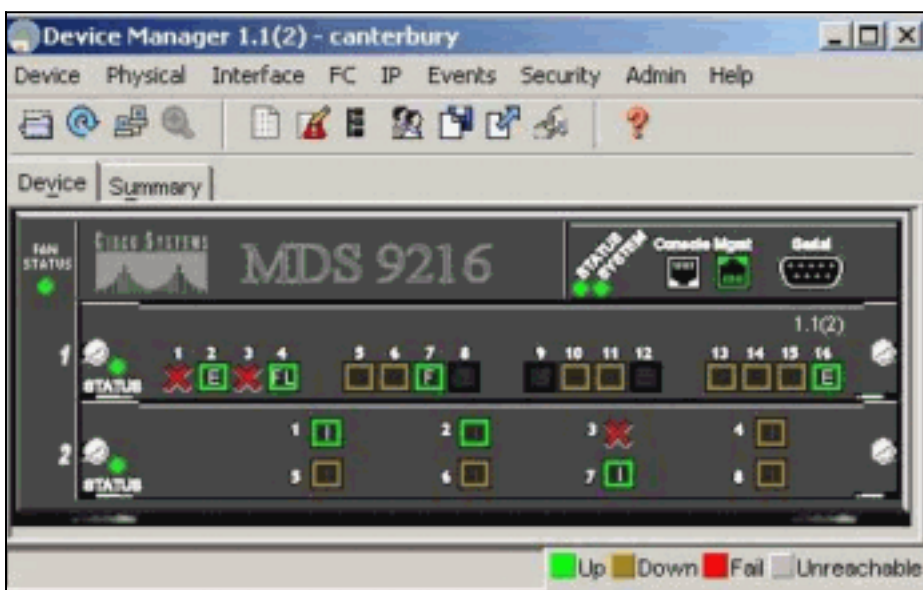 Device Manager 1.1(2) - canterbury
Device Physical Interface FC IP Events Security Admin Help
Device Summary
FAN STATUS
CISCO SYSTEMS
MDS 9216
STATUS
SYSTEM
Console Mgmt Serial
1.1(2)
1
STATUS
1 2 3 4 5 6 7 8 9 10 11 12 13 14 15 16
E FL F E
2
STATUS
1 I 2 3 4
5 6 7 I 8
Up Down Fail Unreachable